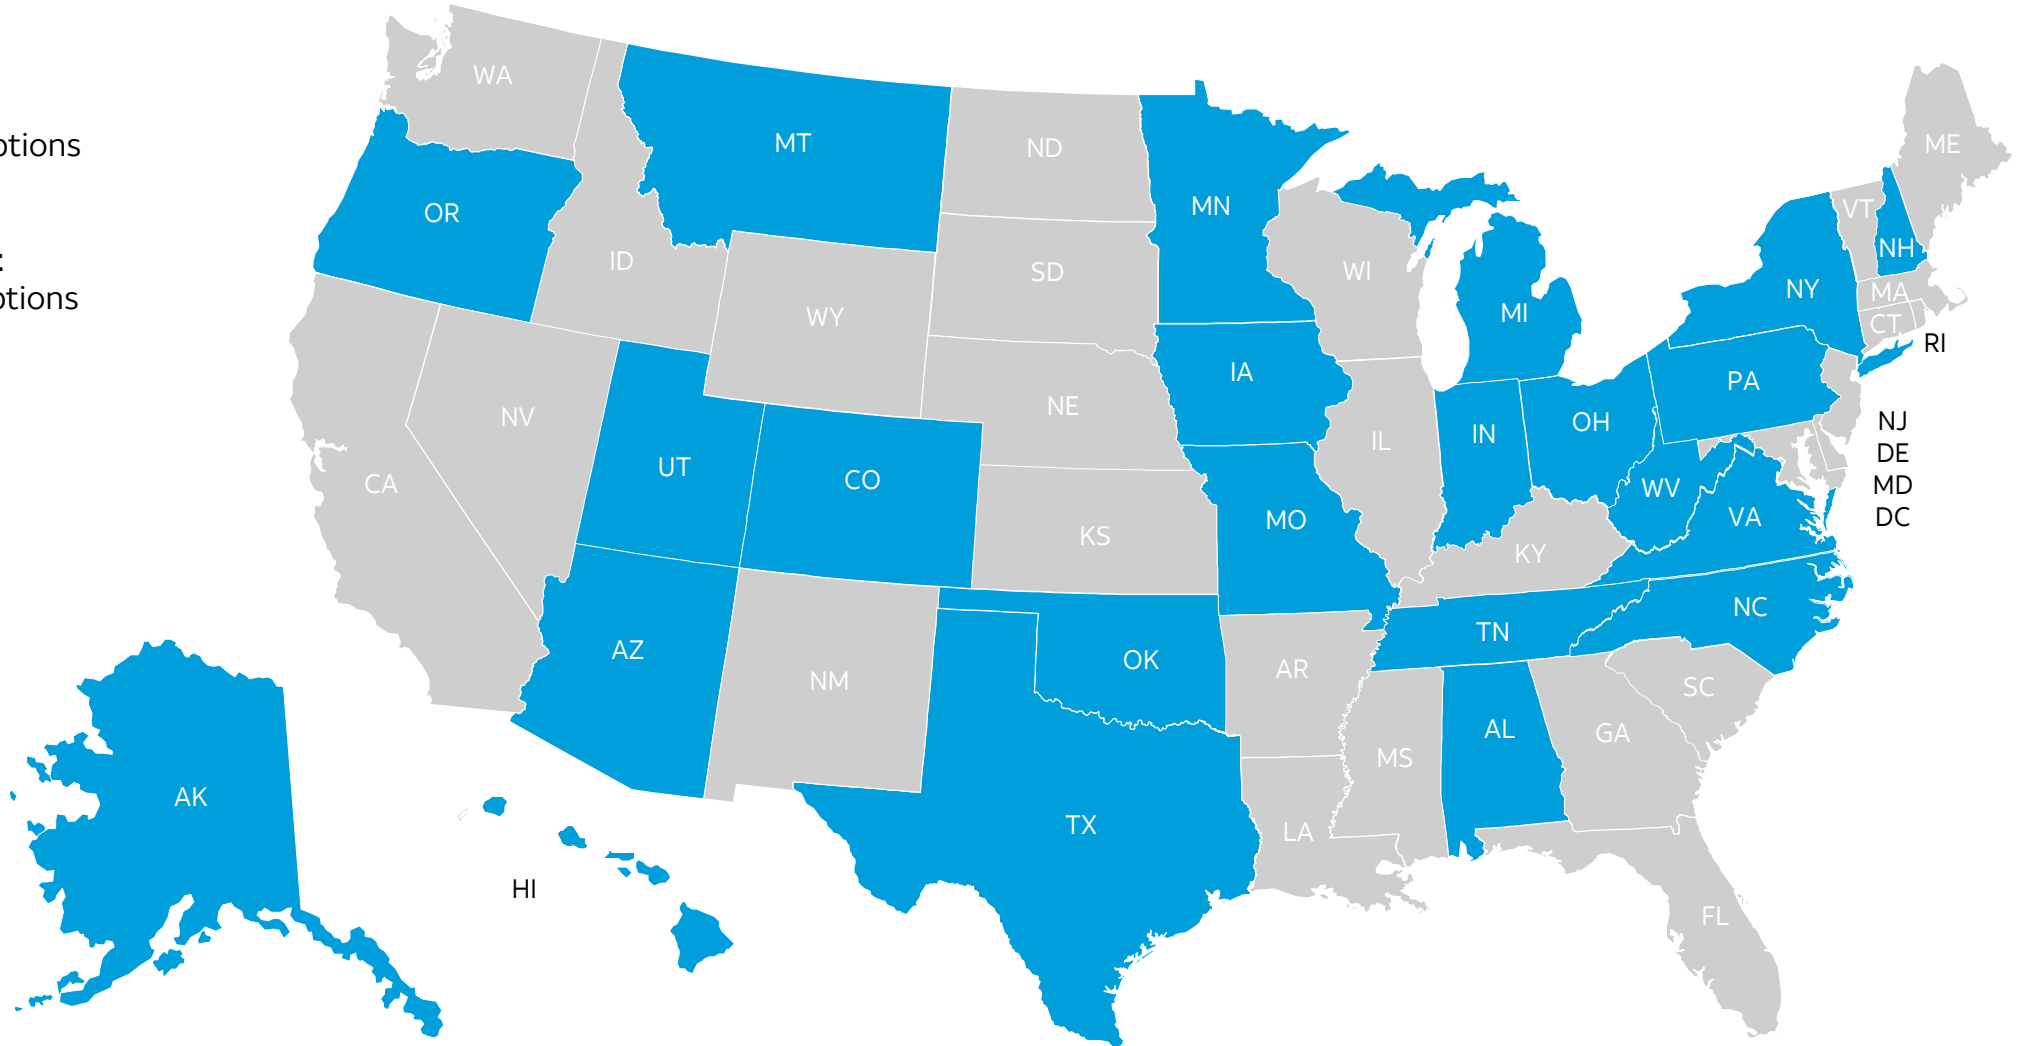 WA
MT
ND
ME
ptions
OR
MN
VT
NH
ID
SD
WI
:
ptions
NY
MA
WY
MI
CT
RI
IA
PA
NV
NE
NJ
OH
IN
IL
DE
UT
CO
CA
WV
MD
MO
VA
DC
KS
KY
NC
TN
AZ
OK
AR
NM
SC
AL
GA
MS
AK
TX
LA
HI
FL